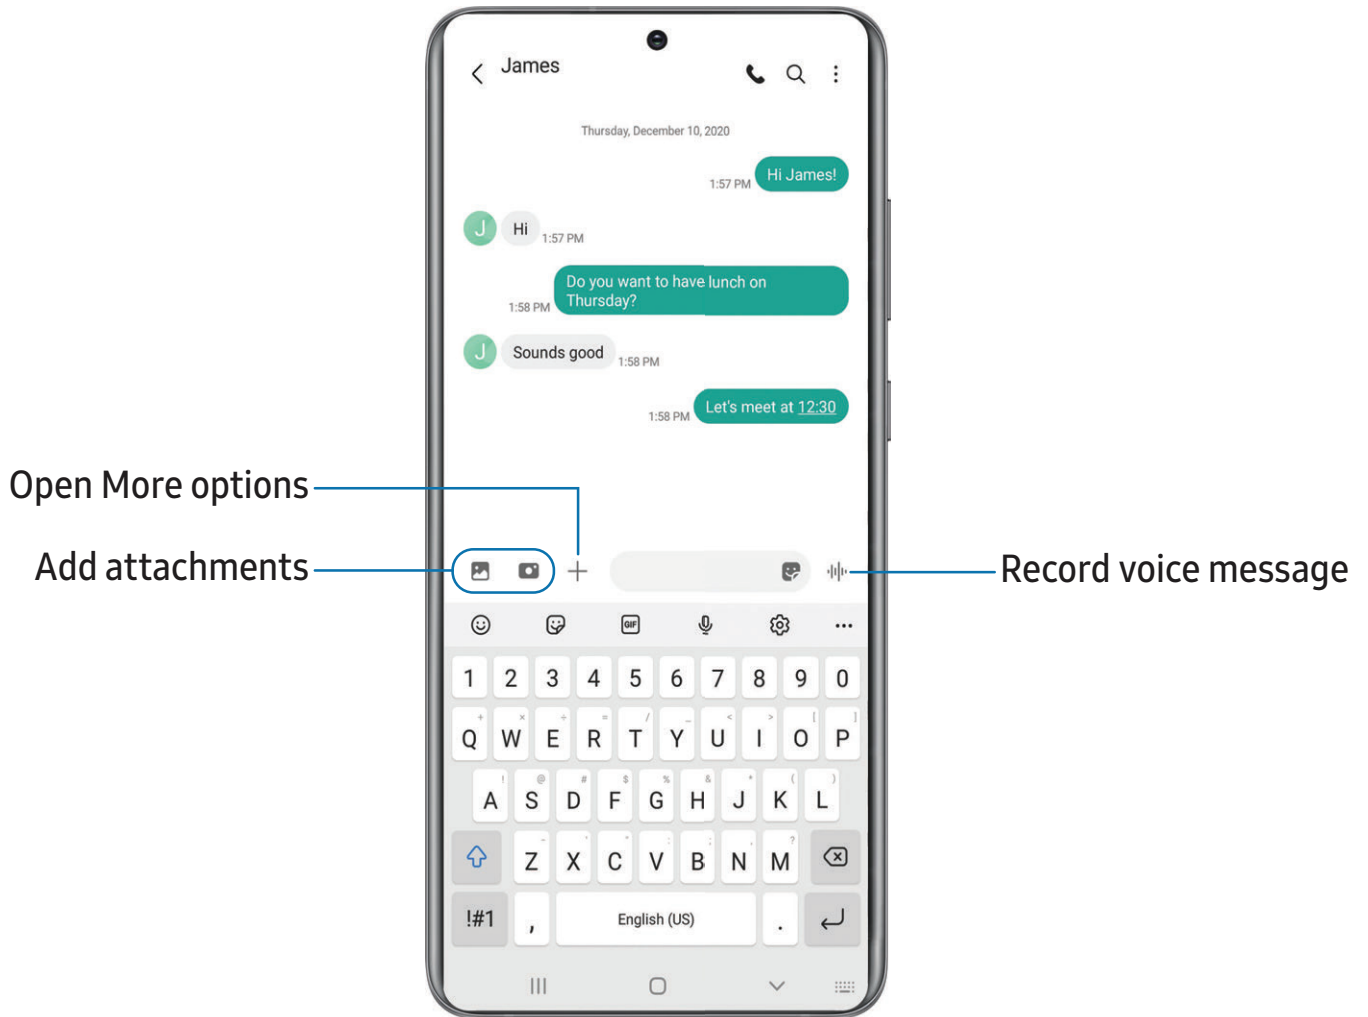 James
Thursday, December 10, 2020
1:57 PM Hi James!
J Hi 1:57 PM
Do you want to have lunch on
1:58 PM Thursday?
J Sounds good 1:58 PM
1:58 PM Let's meet at 12:30
Open More options
Add attachments
Record voice message
GIF
1 2 3 4 5 6 7 8 9 0
+ × ÷ = / _ < > [ ]
Q W E R T Y U I O P
! @ # $ % & * ( )
A S D F G H J K L
- ' " : ; , ?
Z X C V B N M
!#1 , English (US) .